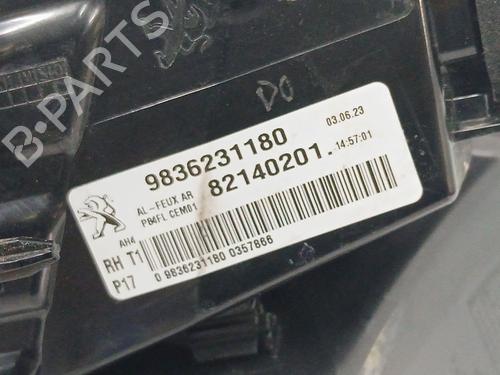 B-PARTS
DO
9836231180
03.06.23
82140201.
14:57:01
AL-FEUX AR
P84FL CEM01
AH4
RH T1
P17
0 9836231180 0357866